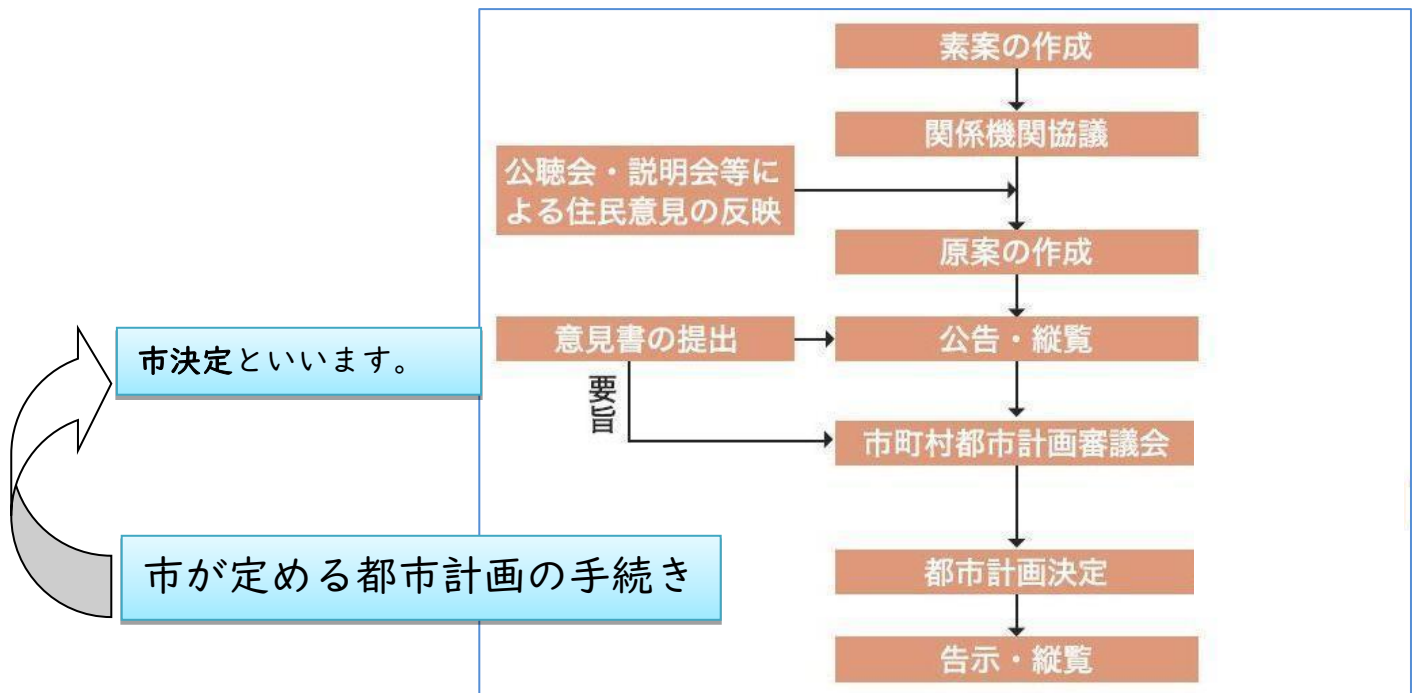 素案の作成
関係機関協議
公聴会・説明会等に
よる住民意見の反映
原案の作成
意見書の提出
公告・縦覧
市決定といいます。
要旨
市町村都市計画審議会
市が定める都市計画の手続き
都市計画決定
告示・縦覧